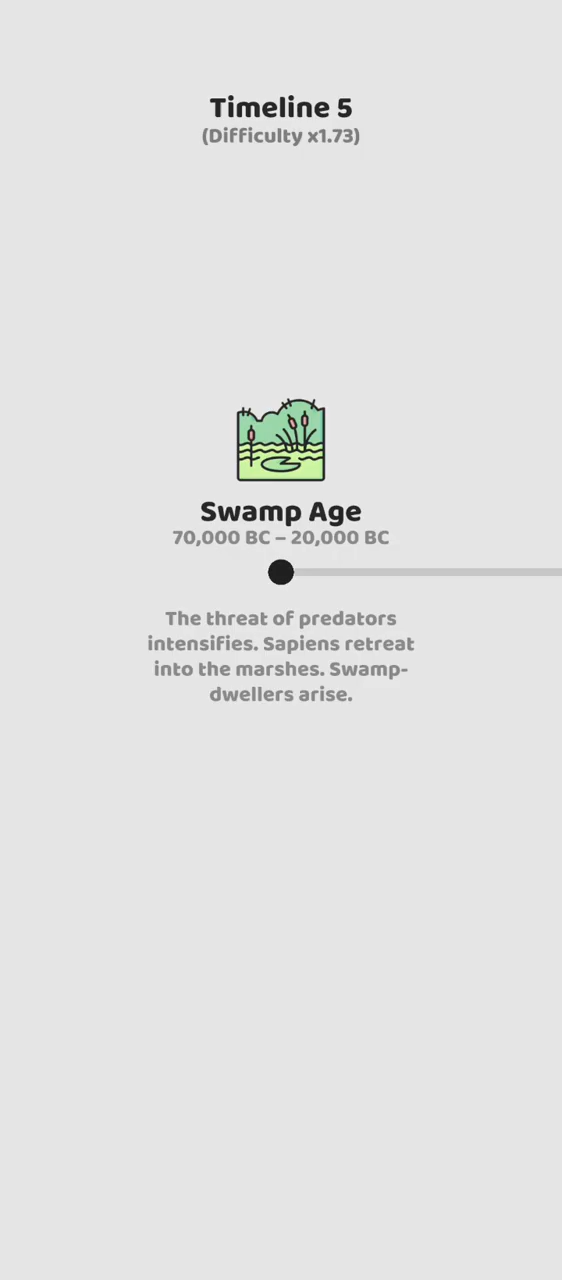 Timeline 5
(Difficulty x1.73)
Swamp Age
70,000 BC – 20,000 BC
The threat of predators
intensifies. Sapiens retreat
into the marshes. Swamp-
dwellers arise.